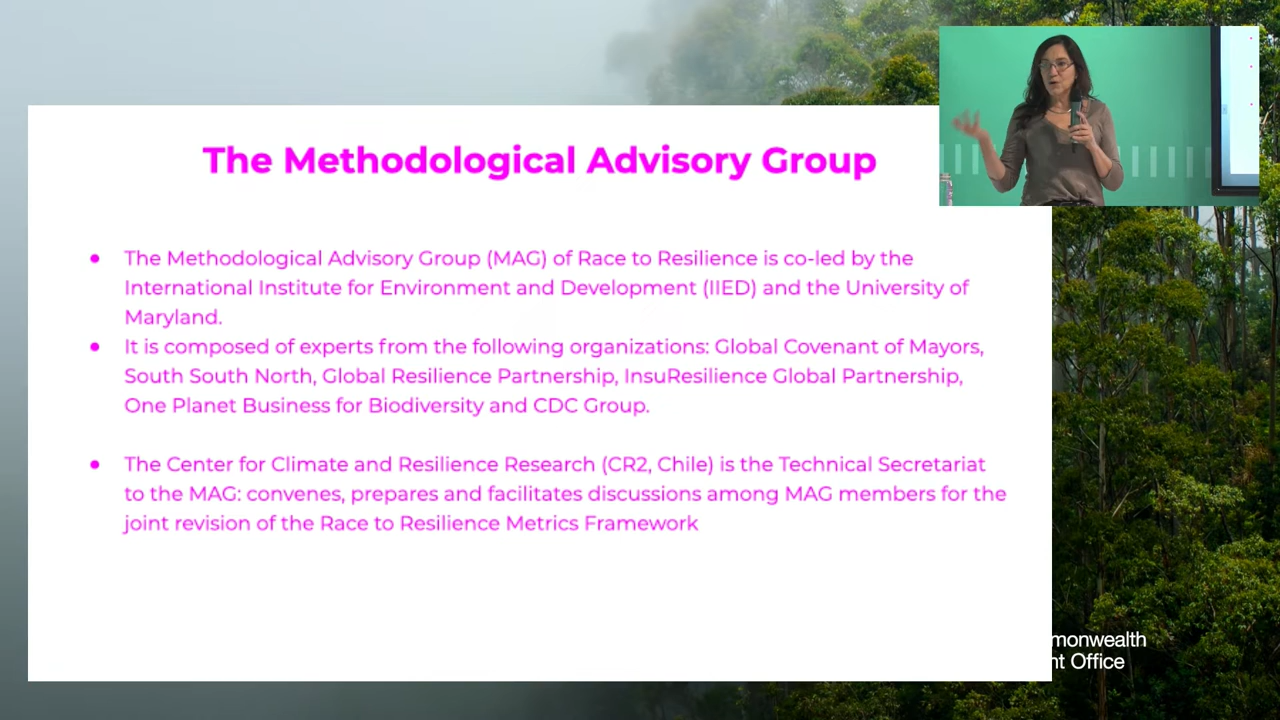 The Methodological Advisory Group
● The Methodological Advisory Group (MAG) of Race to Resilience is co-led by the
International Institute for Environment and Development (IIED) and the University of
Maryland.
● It is composed of experts from the following organizations: Global Covenant of Mayors,
South South North, Global Resilience Partnership, InsuResilience Global Partnership,
One Planet Business for Biodiversity and CDC Group.
● The Center for Climate and Resilience Research (CR2, Chile) is the Technical Secretariat
to the MAG: convenes, prepares and facilitates discussions among MAG members for the
joint revision of the Race to Resilience Metrics Framework
monwealth
nt Office